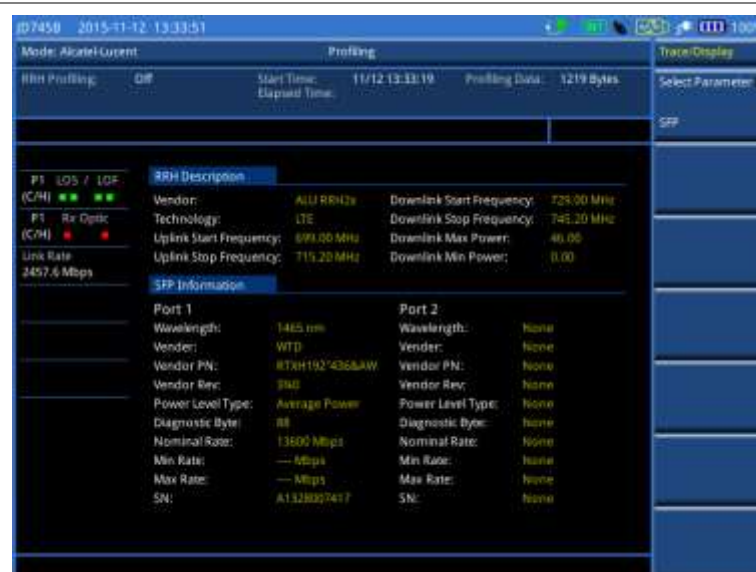 JD745B 2015-11-12 13:33:51 INT 100
Mode: Alcatel-Lucent Profiling Trace/Display
RRH Profiling: Off Start Time: 11/12 13:33:19 Profiling Data: 1219 Bytes Select Parameter
Elapsed Time:
SFP
P1 LOS / LOF
(C/H)
P1 Rx Optic
(C/H)
Link Rate
2457.6 Mbps
RRH Description
Vendor: ALU RRH2x Downlink Start Frequency: 729.00 MHz
Technology: LTE Downlink Stop Frequency: 745.20 MHz
Uplink Start Frequency: 699.00 MHz Downlink Max Power: 46.00
Uplink Stop Frequency: 715.20 MHz Downlink Min Power: 0.00
SFP Information
Port 1 Port 2
Wavelength: 1465 nm Wavelength: None
Vender: WTD Vender: None
Vendor PN: Vendor PN: None
Vendor Rev: Vendor Rev: None
Power Level Type: Average Power Power Level Type: None
Diagnostic Byte: Diagnostic Byte: None
Nominal Rate: 13600 Mbps Nominal Rate: None
Min Rate: --- Mbps Min Rate: None
Max Rate: --- Mbps Max Rate: None
SN: A1328007417 SN: None